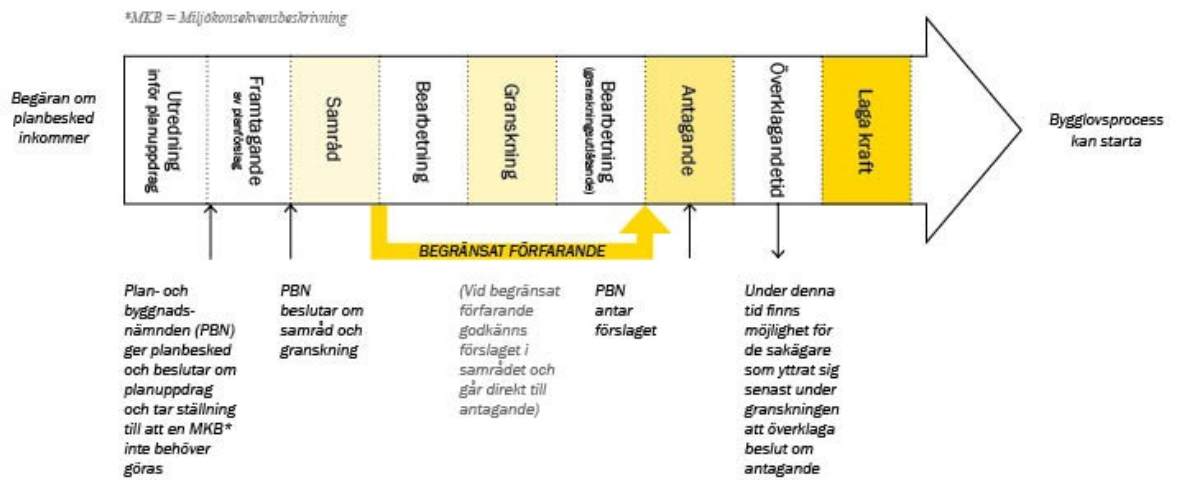 *MKB = Miljökonsekvensbeskrivning
Begäran om
planbesked
inkommer
Utredning
inför planuppdrag
Framtagande
av planförslag
Samråd
Bearbetning
Granskning
Bearbetning
(granskningsutlåtande)
Antagande
Överklagandetid
Laga kraft
Bygglovsprocess
kan starta
BEGRÄNSAT FÖRFARANDE
Plan- och
byggnads-
nämnden (PBN)
ger planbesked
och beslutar om
planuppdrag
och tar ställning
till att en MKB*
inte behöver
göras
PBN
beslutar om
samråd och
granskning
(Vid begränsat
förfarande
godkänns
förslaget i
samrådet och
går direkt till
antagande)
PBN
antar
förslaget
Under denna
tid finns
möjlighet för
de sakägare
som yttrat sig
senast under
granskningen
att överklaga
beslut om
antagande